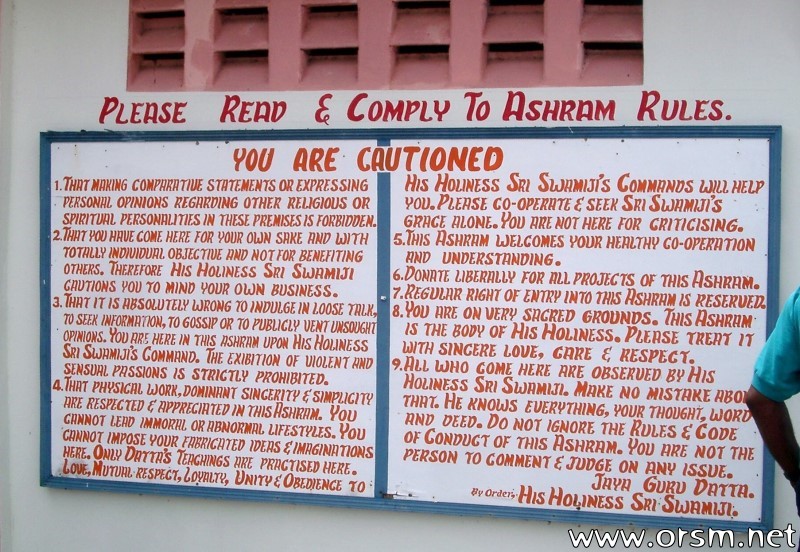 PLEASE READ & COMPLY TO ASHRAM RULES.
YOU ARE CAUTIONED
1. THAT MAKING COMPARATIVE STATEMENTS OR EXPRESSING
PERSONAL OPINIONS REGARDING OTHER RELIGIOUS OR
SPIRITUAL PERSONALITIES IN THESE PREMISES IS FORBIDDEN.
2. THAT YOU HAVE COME HERE FOR YOUR OWN SAKE AND WITH
TOTALLY INDIVIDUAL OBJECTIVE AND NOT FOR BENEFITING
OTHERS. THEREFORE HIS HOLINESS SRI SWAMIJI
CAUTIONS YOU TO MIND YOUR OWN BUSINESS.
3. THAT IT IS ABSOLUTELY WRONG TO INDULGE IN LOOSE TALK,
TO SEEK INFORMATION, TO GOSSIP OR TO PUBLICLY VENT UNSOUGHT
OPINIONS. YOU ARE HERE IN THIS ASHRAM UPON HIS HOLINESS
SRI SWAMIJI'S COMMAND. THE EXIBITION OF VIOLENT AND
SENSUAL PASSIONS IS STRICTLY PROHIBITED.
4. THAT PHYSICAL WORK, DOMINANT SINCERITY & SIMPLICITY
ARE RESPECTED & APPRECIATED IN THIS ASHRAM. YOU
CANNOT LEAD IMMORAL OR ABNORMAL LIFESTYLES. YOU
CANNOT IMPOSE YOUR FABRICATED IDEAS & IMAGINATIONS
HERE. ONLY DATTA'S TEACHINGS ARE PRACTISED HERE.
LOVE, MUTUAL RESPECT, LOYALTY, UNITY & OBEDIENCE TO
HIS HOLINESS SRI SWAMIJI'S COMMANDS WILL HELP
YOU. PLEASE CO-OPERATE & SEEK SRI SWAMIJI'S
GRACE ALONE. YOU ARE NOT HERE FOR CRITICISING.
5. THIS ASHRAM WELCOMES YOUR HEALTHY CO-OPERATION
AND UNDERSTANDING.
6. DONATE LIBERALLY FOR ALL PROJECTS OF THIS ASHRAM.
7. REGULAR RIGHT OF ENTRY INTO THIS ASHRAM IS RESERVED.
8. YOU ARE ON VERY SACRED GROUNDS. THIS ASHRAM
IS THE BODY OF HIS HOLINESS. PLEASE TREAT IT
WITH SINCERE LOVE, CARE & RESPECT.
9. ALL WHO COME HERE ARE OBSERVED BY HIS
HOLINESS SRI SWAMIJI. MAKE NO MISTAKE ABOU
THAT. HE KNOWS EVERYTHING, YOUR THOUGHT, WORD
AND DEED. DO NOT IGNORE THE RULES & CODE
OF CONDUCT OF THIS ASHRAM. YOU ARE NOT THE
PERSON TO COMMENT & JUDGE ON ANY ISSUE.
JAYA GURU DATTA.
By Order, HIS HOLINESS SRI SWAMIJI.
www.orsm.net